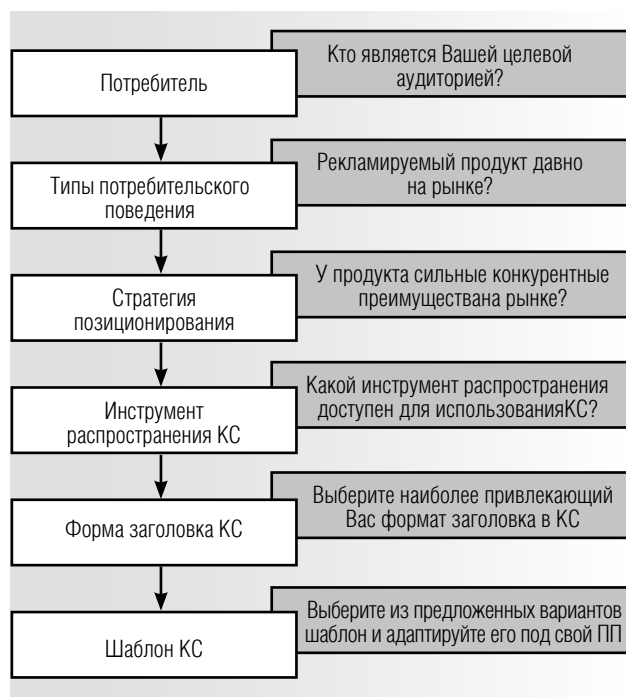 Потребитель
Кто является Вашей целевой
аудиторией?
Типы потребительского
поведения
Рекламируемый продукт давно
на рынке?
Стратегия
позиционирования
У продукта сильные конкурентные
преимуществана рынке?
Инструмент
распространения КС
Какой инструмент распространения
доступен для использованияКС?
Форма заголовка КС
Выберите наиболее привлекающий
Вас формат заголовка в КС
Шаблон КС
Выберите из предложенных вариантов
шаблон и адаптируйте его под свой ПП